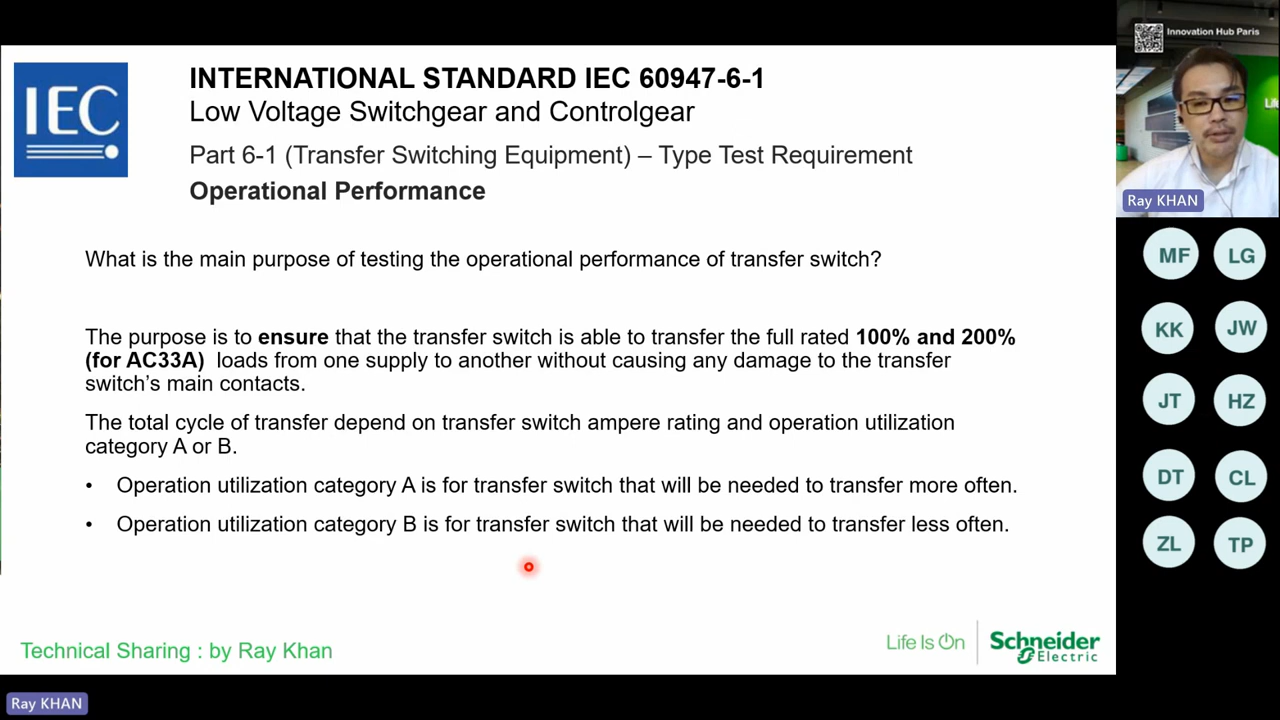 Innovation Hub Paris
IEC
INTERNATIONAL STANDARD IEC 60947-6-1
Low Voltage Switchgear and Controlgear
Part 6-1 (Transfer Switching Equipment) – Type Test Requirement
Operational Performance
Ray KHAN
What is the main purpose of testing the operational performance of transfer switch?
The purpose is to ensure that the transfer switch is able to transfer the full rated 100% and 200%
(for AC33A) loads from one supply to another without causing any damage to the transfer
switch's main contacts.
The total cycle of transfer depend on transfer switch ampere rating and operation utilization
category A or B.
• Operation utilization category A is for transfer switch that will be needed to transfer more often.
• Operation utilization category B is for transfer switch that will be needed to transfer less often.
MF LG
KK JW
JT HZ
DT CL
ZL TP
Technical Sharing : by Ray Khan
Life Is On
Schneider
Electric
Ray KHAN